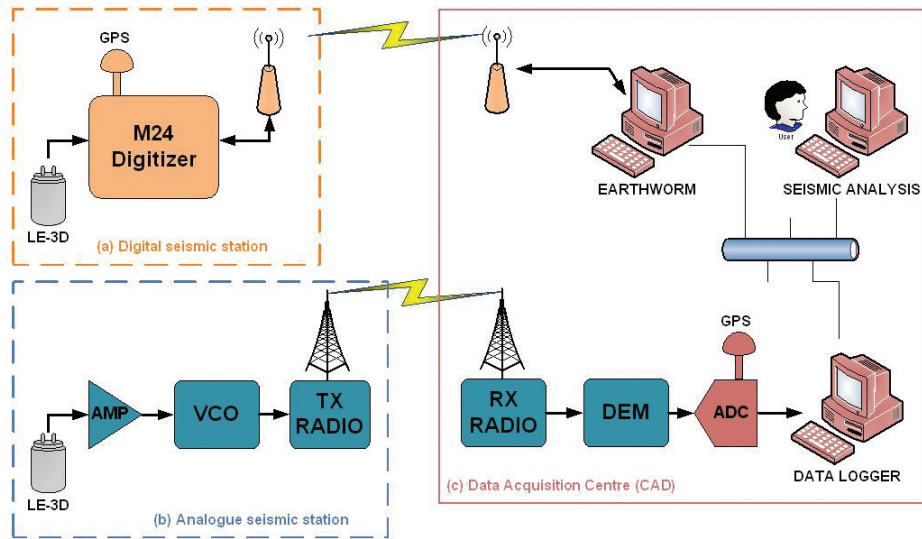 GPS
M24
Digitizer
LE-3D
(a) Digital seismic station
EARTHWORM
User
SEISMIC ANALYSIS
AMP
VCO
TX
RADIO
LE-3D
(b) Analogue seismic station
RX
RADIO
DEM
GPS
ADC
DATA LOGGER
(c) Data Acquisition Centre (CAD)